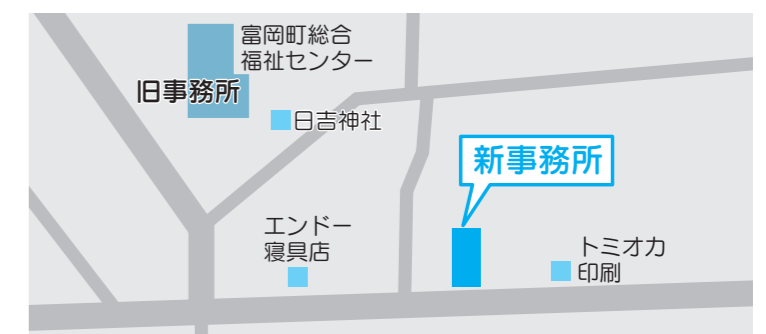 富岡町総合
福祉センター
旧事務所
日吉神社
新事務所
エンドー
寝具店
トミオカ
印刷